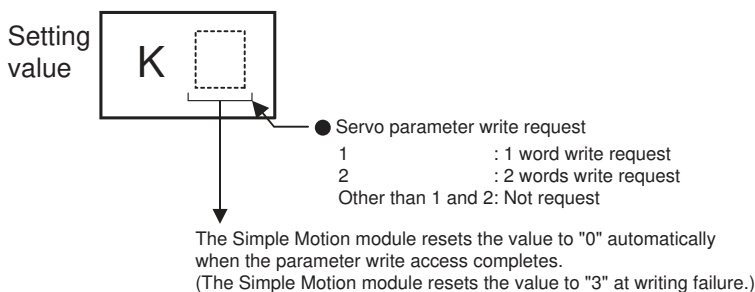 Setting
value
K
● Servo parameter write request
1 : 1 word write request
2 : 2 words write request
Other than 1 and 2: Not request
The Simple Motion module resets the value to "0" automatically
when the parameter write access completes.
(The Simple Motion module resets the value to "3" at writing failure.)